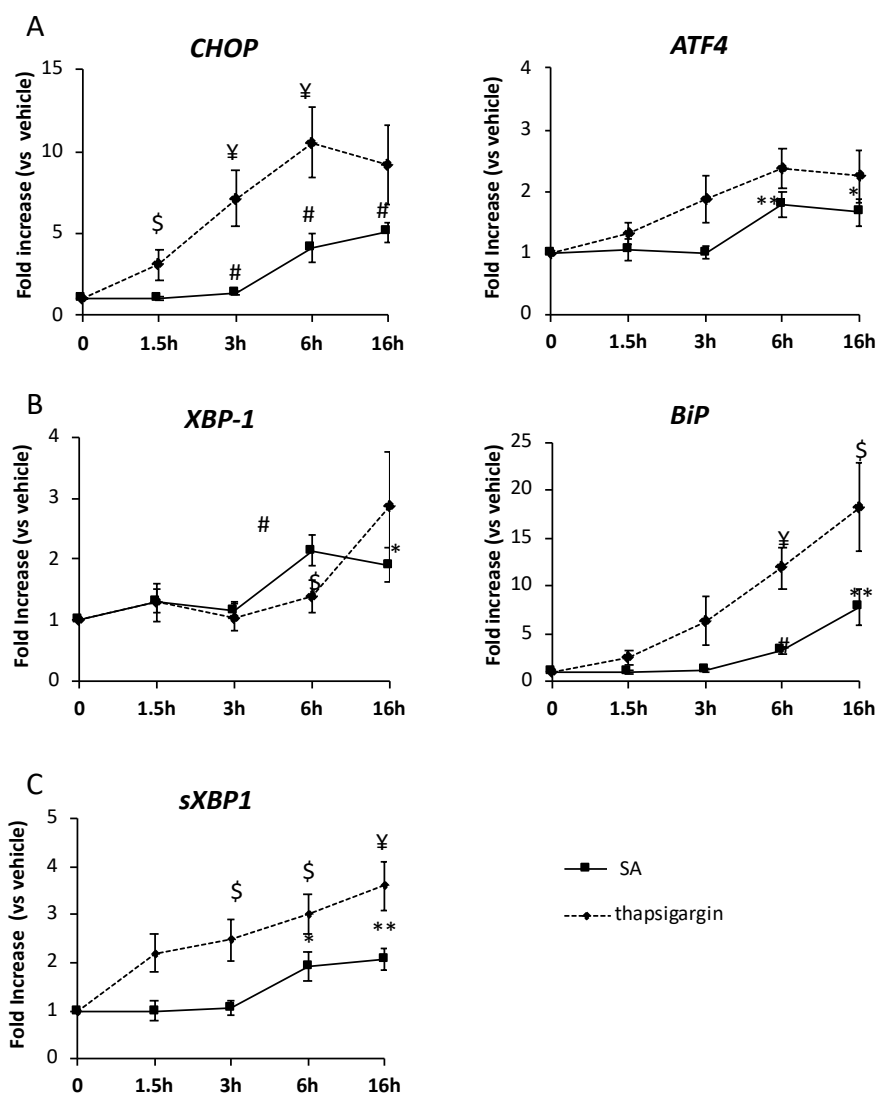 A
CHOP
Fold increase (vs vehicle)
15
10
5
0
$
¥
¥
#
#
#
0 1.5h 3h 6h 16h
ATF4
Fold Increase (vs vehicle)
4
3
2
1
0
**
*
0 1.5h 3h 6h 16h
B
XBP-1
Fold Increase (vs vehicle)
4
3
2
1
0
#
$
*
0 1.5h 3h 6h 16h
BiP
Fold increase (vs vehicle)
25
20
15
10
5
0
$
¥
**
#
0 1.5h 3h 6h 16h
C
sXBP1
Fold Increase (vs vehicle)
5
4
3
2
1
0
$
$
¥
*
**
0 1.5h 3h 6h 16h
SA
thapsigargin